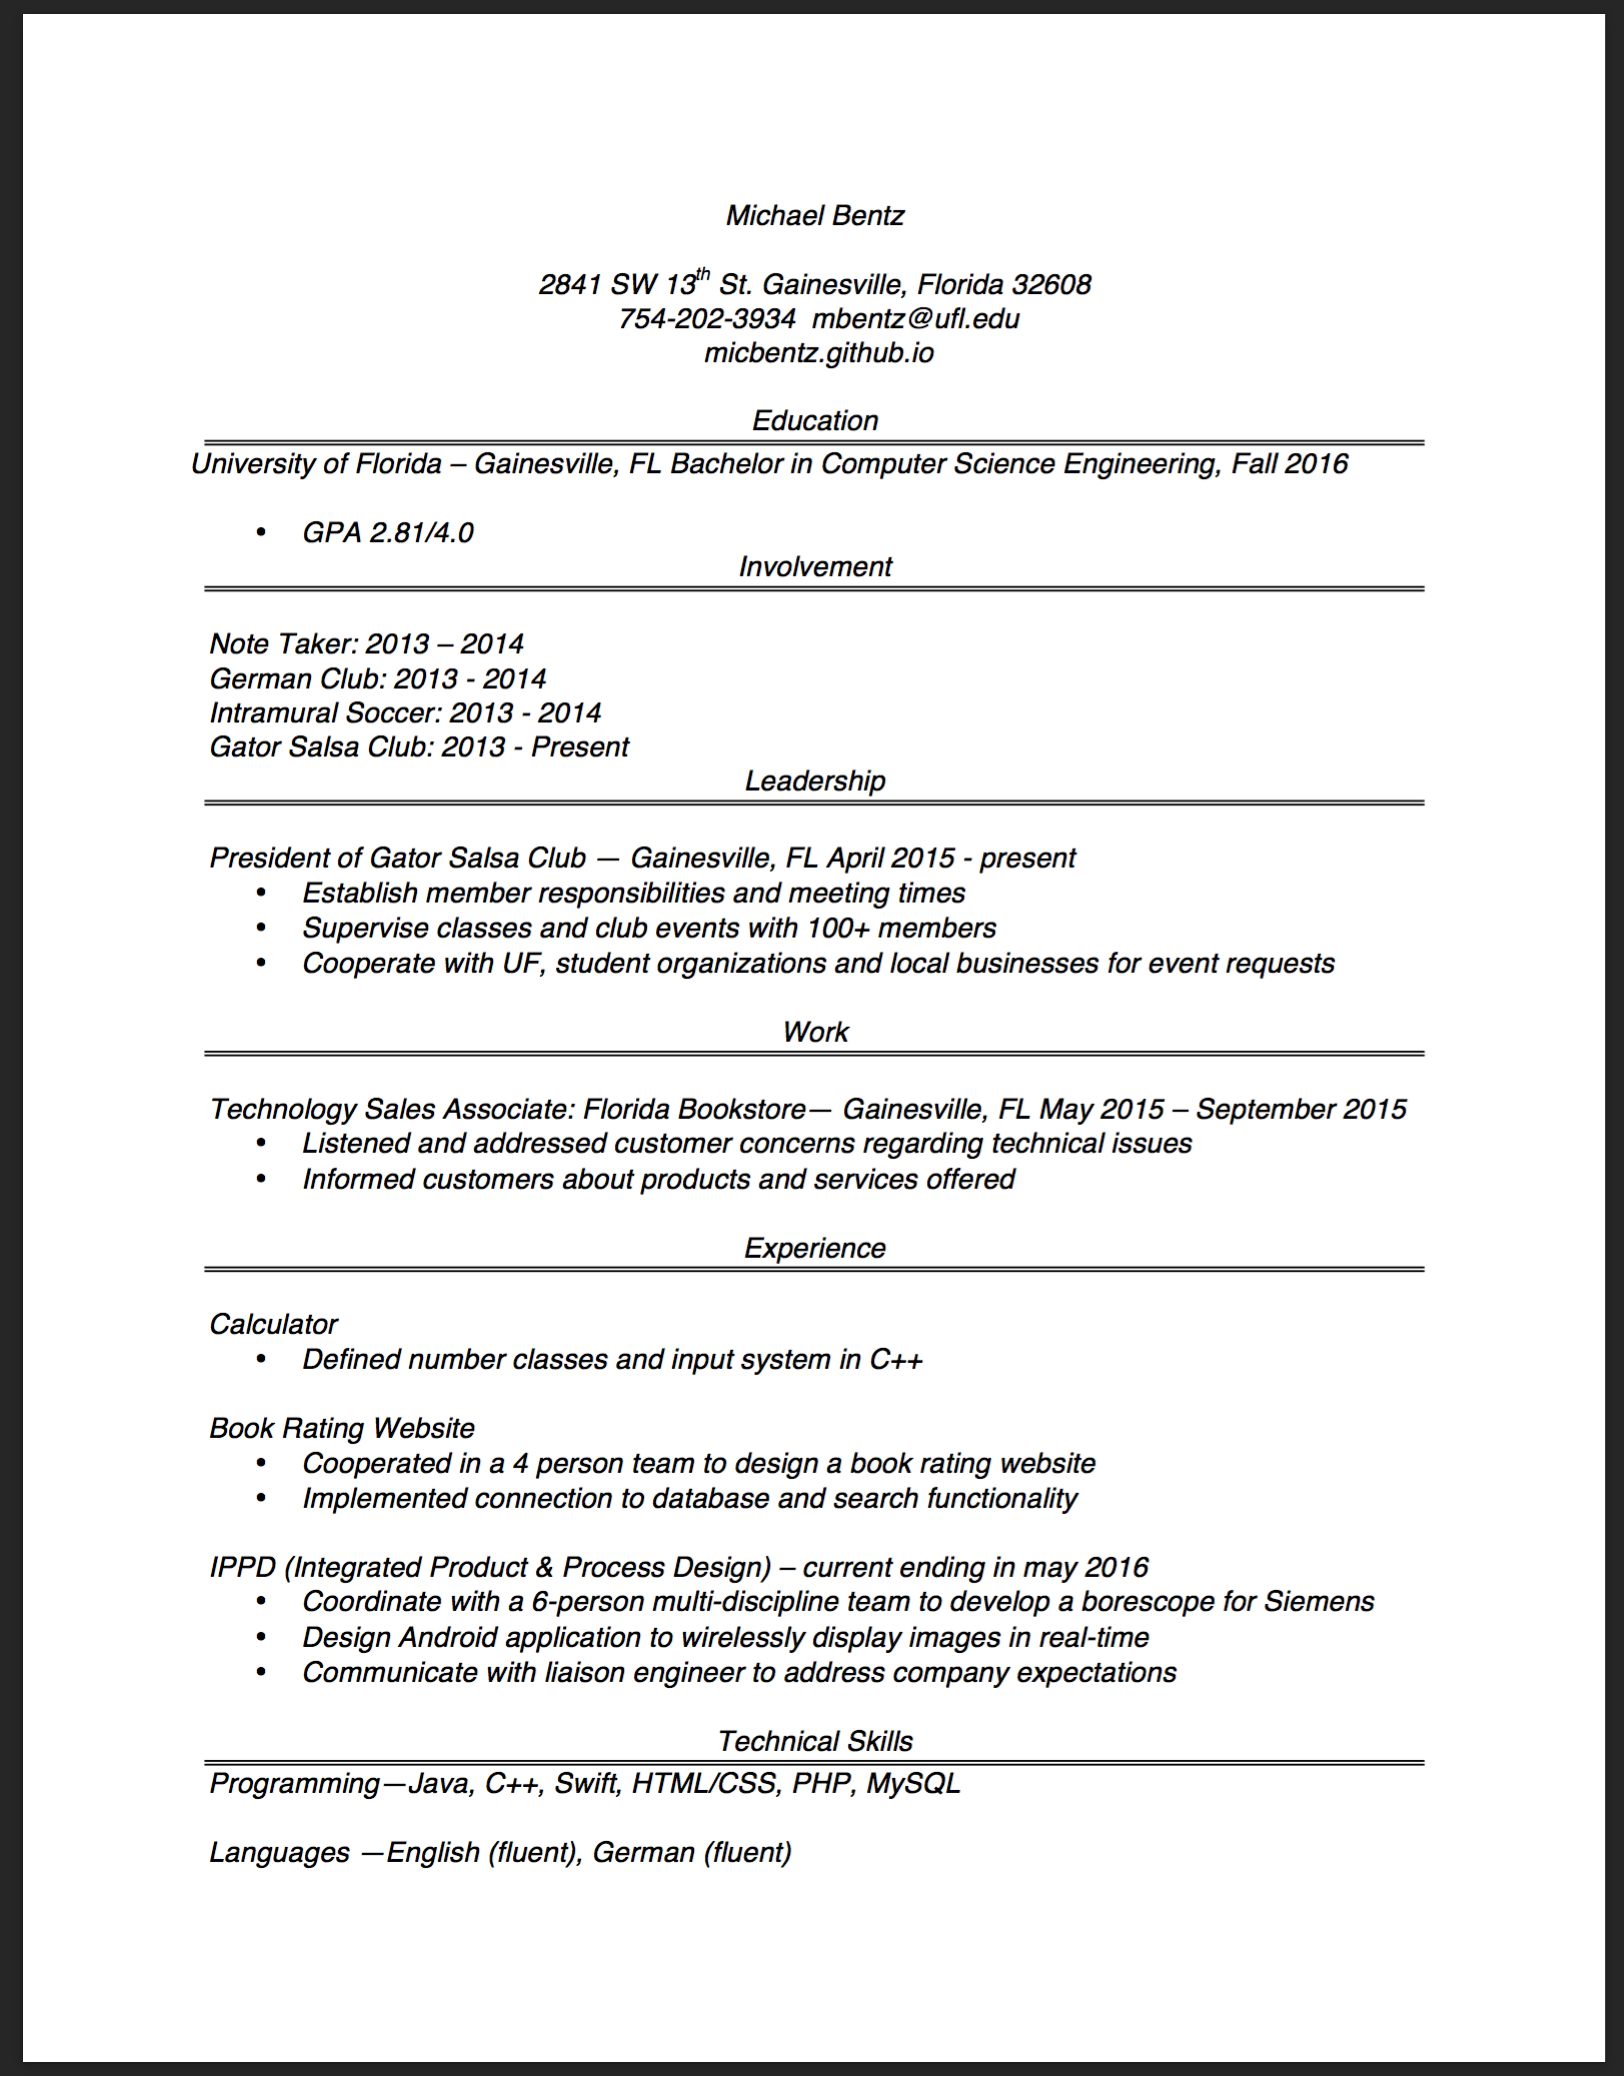 Michael Bentz
2841 SW 13th St. Gainesville, Florida 32608
754-202-3934 mbentz@ufl.edu
micbentz.github.io
Education
University of Florida – Gainesville, FL Bachelor in Computer Science Engineering, Fall 2016
• GPA 2.81/4.0
Involvement
Note Taker: 2013 – 2014
German Club: 2013 - 2014
Intramural Soccer: 2013 - 2014
Gator Salsa Club: 2013 - Present
Leadership
President of Gator Salsa Club — Gainesville, FL April 2015 - present
• Establish member responsibilities and meeting times
• Supervise classes and club events with 100+ members
• Cooperate with UF, student organizations and local businesses for event requests
Work
Technology Sales Associate: Florida Bookstore— Gainesville, FL May 2015 – September 2015
• Listened and addressed customer concerns regarding technical issues
• Informed customers about products and services offered
Experience
Calculator
• Defined number classes and input system in C++
Book Rating Website
• Cooperated in a 4 person team to design a book rating website
• Implemented connection to database and search functionality
IPPD (Integrated Product & Process Design) – current ending in may 2016
• Coordinate with a 6-person multi-discipline team to develop a borescope for Siemens
• Design Android application to wirelessly display images in real-time
• Communicate with liaison engineer to address company expectations
Technical Skills
Programming—Java, C++, Swift, HTML/CSS, PHP, MySQL
Languages —English (fluent), German (fluent)